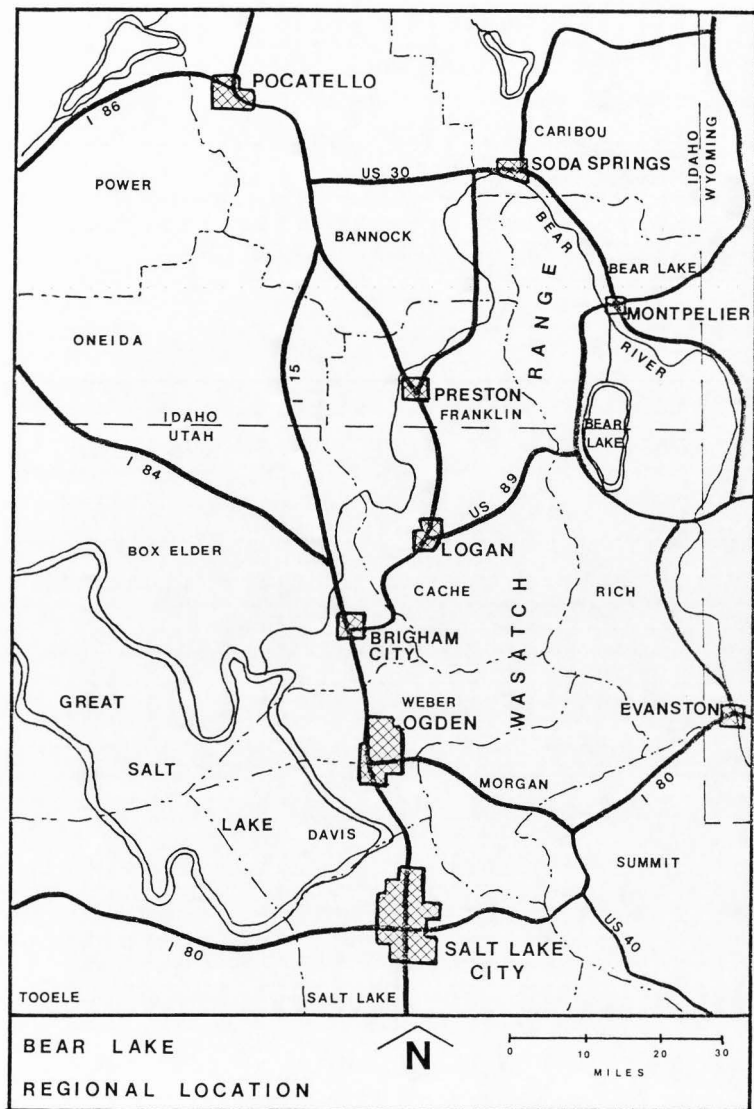 POCATELLO
I 86
CARIBOU
SODA SPRINGS
IDAHO
WYOMING
US 30
POWER
BANNOCK
BEAR
RIVER
BEAR LAKE
MONTPELIER
ONEIDA
I 15
RANGE
PRESTON
FRANKLIN
IDAHO
UTAH
BEAR
LAKE
I 84
US 89
BOX ELDER
LOGAN
CACHE
RICH
WASATCH
BRIGHAM
CITY
GREAT
SALT
LAKE
WEBER
OGDEN
EVANSTON
MORGAN
I 80
DAVIS
SUMMIT
US 40
I 80
SALT LAKE
CITY
TOOELE
SALT LAKE
BEAR LAKE
REGIONAL LOCATION
N
0 10 20 30
MILES